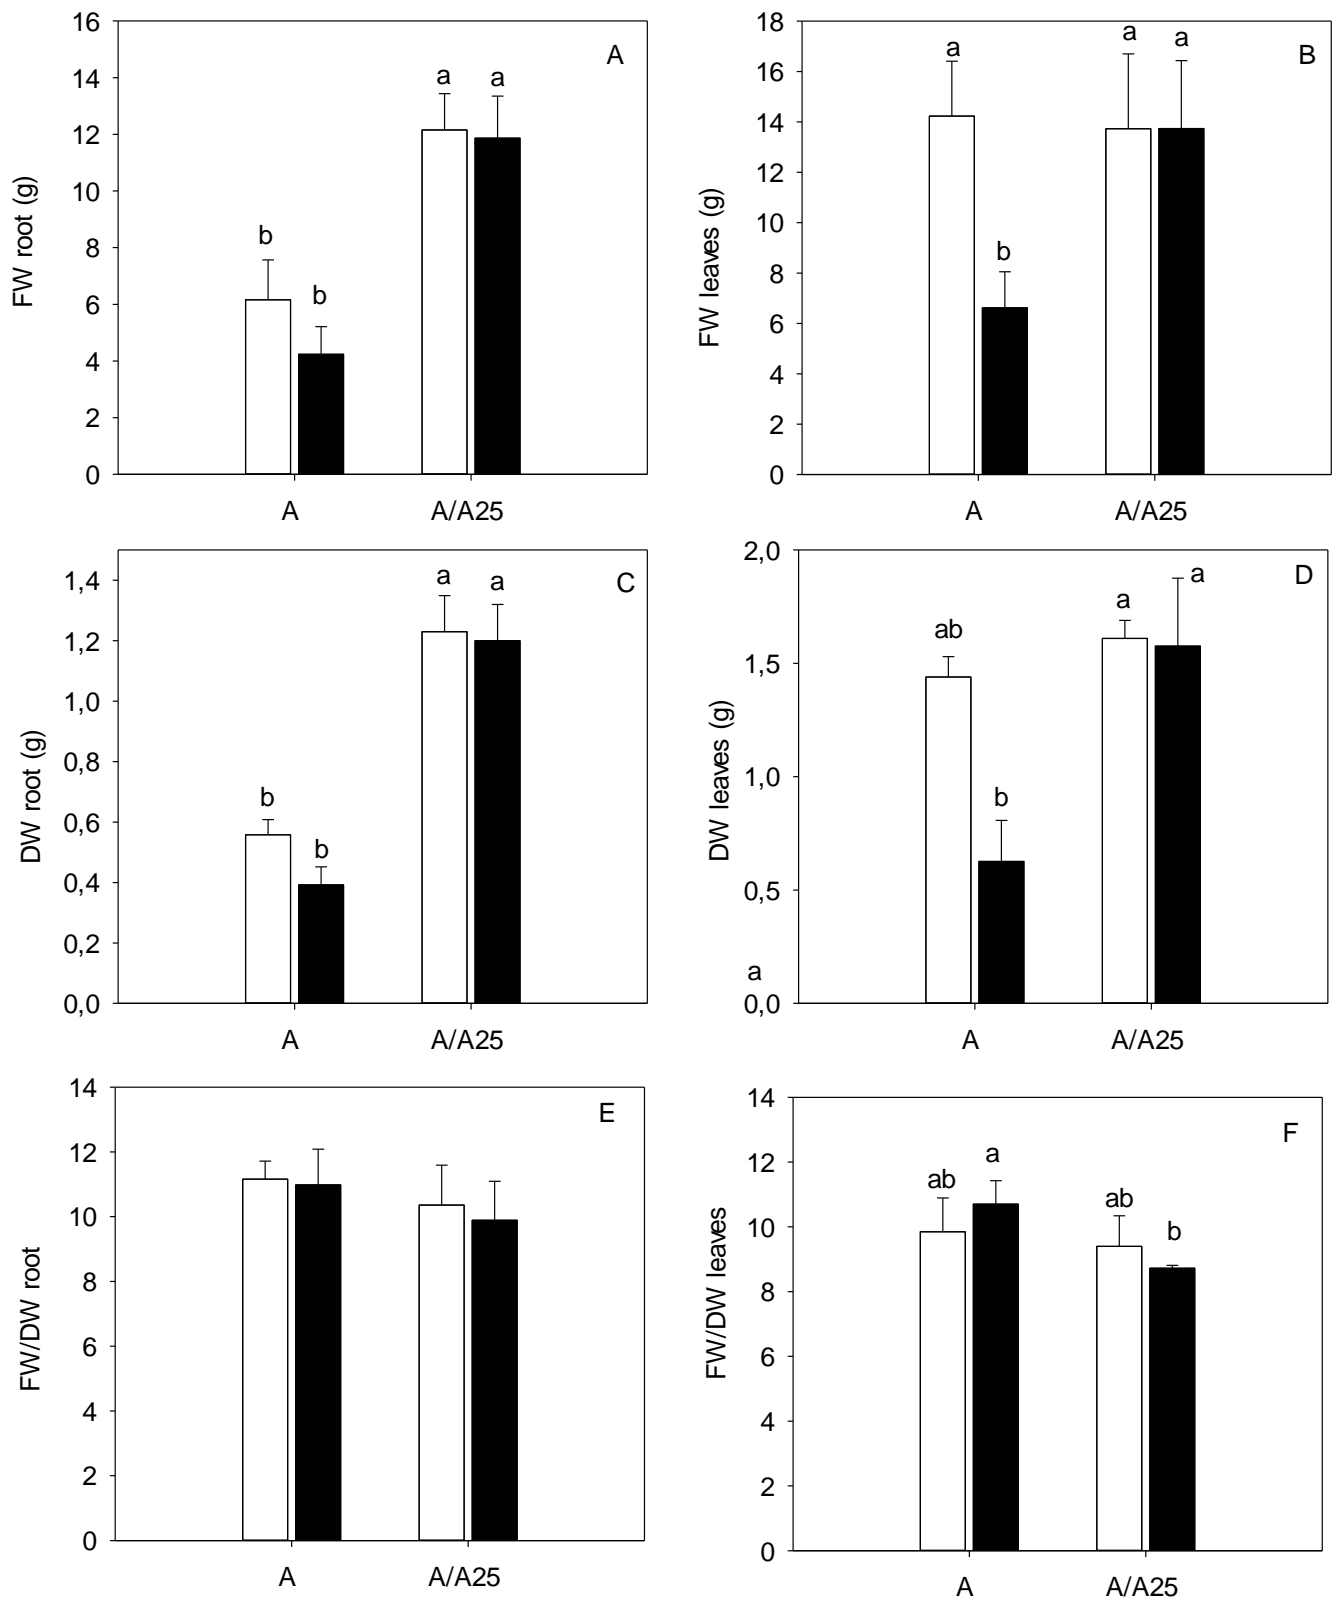 16
14
12
10
8
6
4
2
0
FW root (g)
A
b
b
a
a
A
A/A25
18
16
14
12
10
8
6
4
2
0
FW leaves (g)
B
a
b
a
a
A
A/A25
1,4
1,2
1,0
0,8
0,6
0,4
0,2
0,0
DW root (g)
C
b
b
a
a
A
A/A25
2,0
1,5
1,0
0,5
0,0
a
DW leaves (g)
D
ab
b
a
a
A
A/A25
14
12
10
8
6
4
2
0
FW/DW root
E
A
A/A25
14
12
10
8
6
4
2
0
FW/DW leaves
F
ab
a
ab
b
A
A/A25